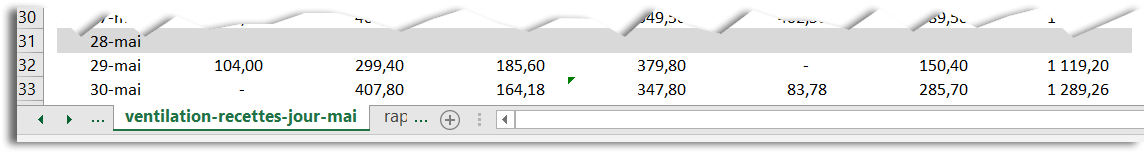 30
31 28-mai
32 29-mai 104,00 299,40 185,60 379,80 - 150,40 1 119,20
33 30-mai - 407,80 164,18 347,80 83,78 285,70 1 289,26
... ventilation-recettes-jour-mai rap ...